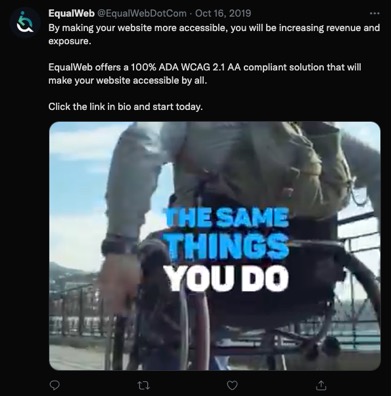 EqualWeb @EqualWebDotCom · Oct 16, 2019 ···
By making your website more accessible, you will be increasing revenue and
exposure.
EqualWeb offers a 100% ADA WCAG 2.1 AA compliant solution that will
make your website accessible by all.
Click the link in bio and start today.
THE SAME
THINGS
YOU DO